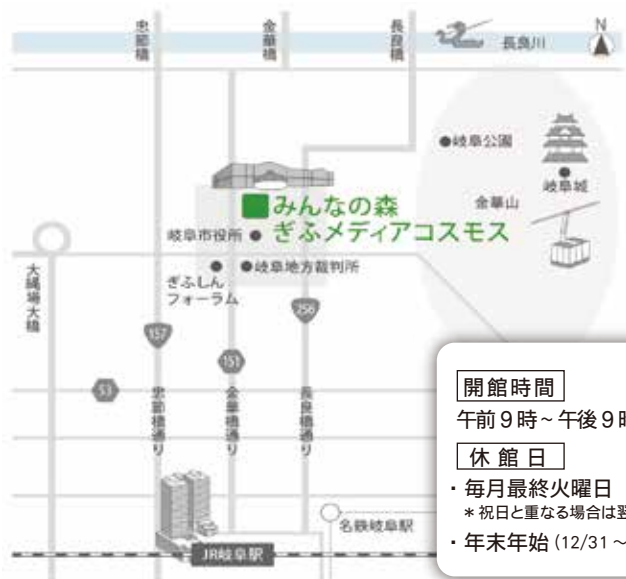 忠節橋
金華橋
長良橋
長良川
N
岐阜公園
岐阜城
金華山
みんなの森
ぎふメディアコスモス
岐阜市役所
岐阜地方裁判所
ぎふしん
フォーラム
大縄場大橋
256
157
151
53
忠節橋通り
金華橋通り
長良橋通り
名鉄岐阜駅
JR岐阜駅
開館時間
午前9時～午後9時
休館日
・毎月最終火曜日
*祝日と重なる場合は翌
・年末年始(12/31～